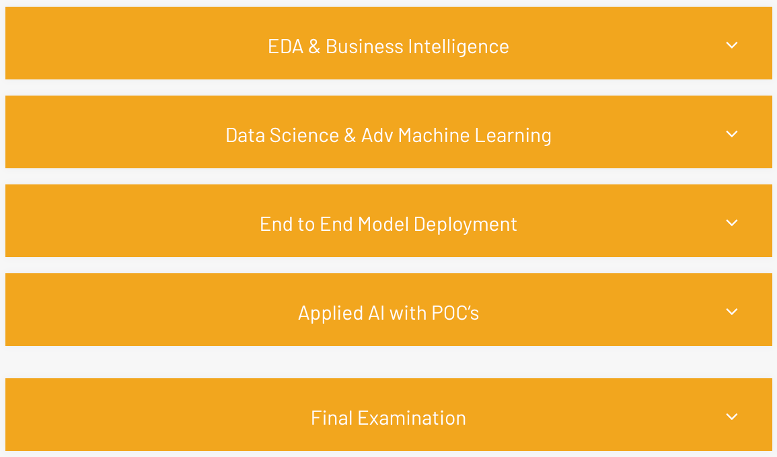 EDA & Business Intelligence
Data Science & Adv Machine Learning
End to End Model Deployment
Applied AI with POC‘s
Final Examination